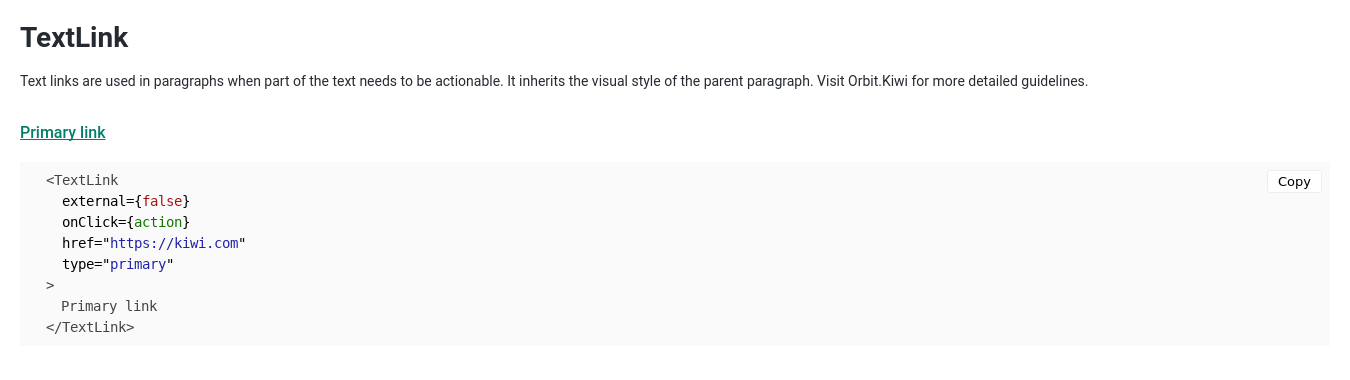 TextLink
Text links are used in paragraphs when part of the text needs to be actionable. It inherits the visual style of the parent paragraph. Visit Orbit.Kiwi for more detailed guidelines.
Primary link
<TextLink
Copy
external={false}
onClick={action}
href="https://kiwi.com"
type="primary"
>
Primary link
</TextLink>